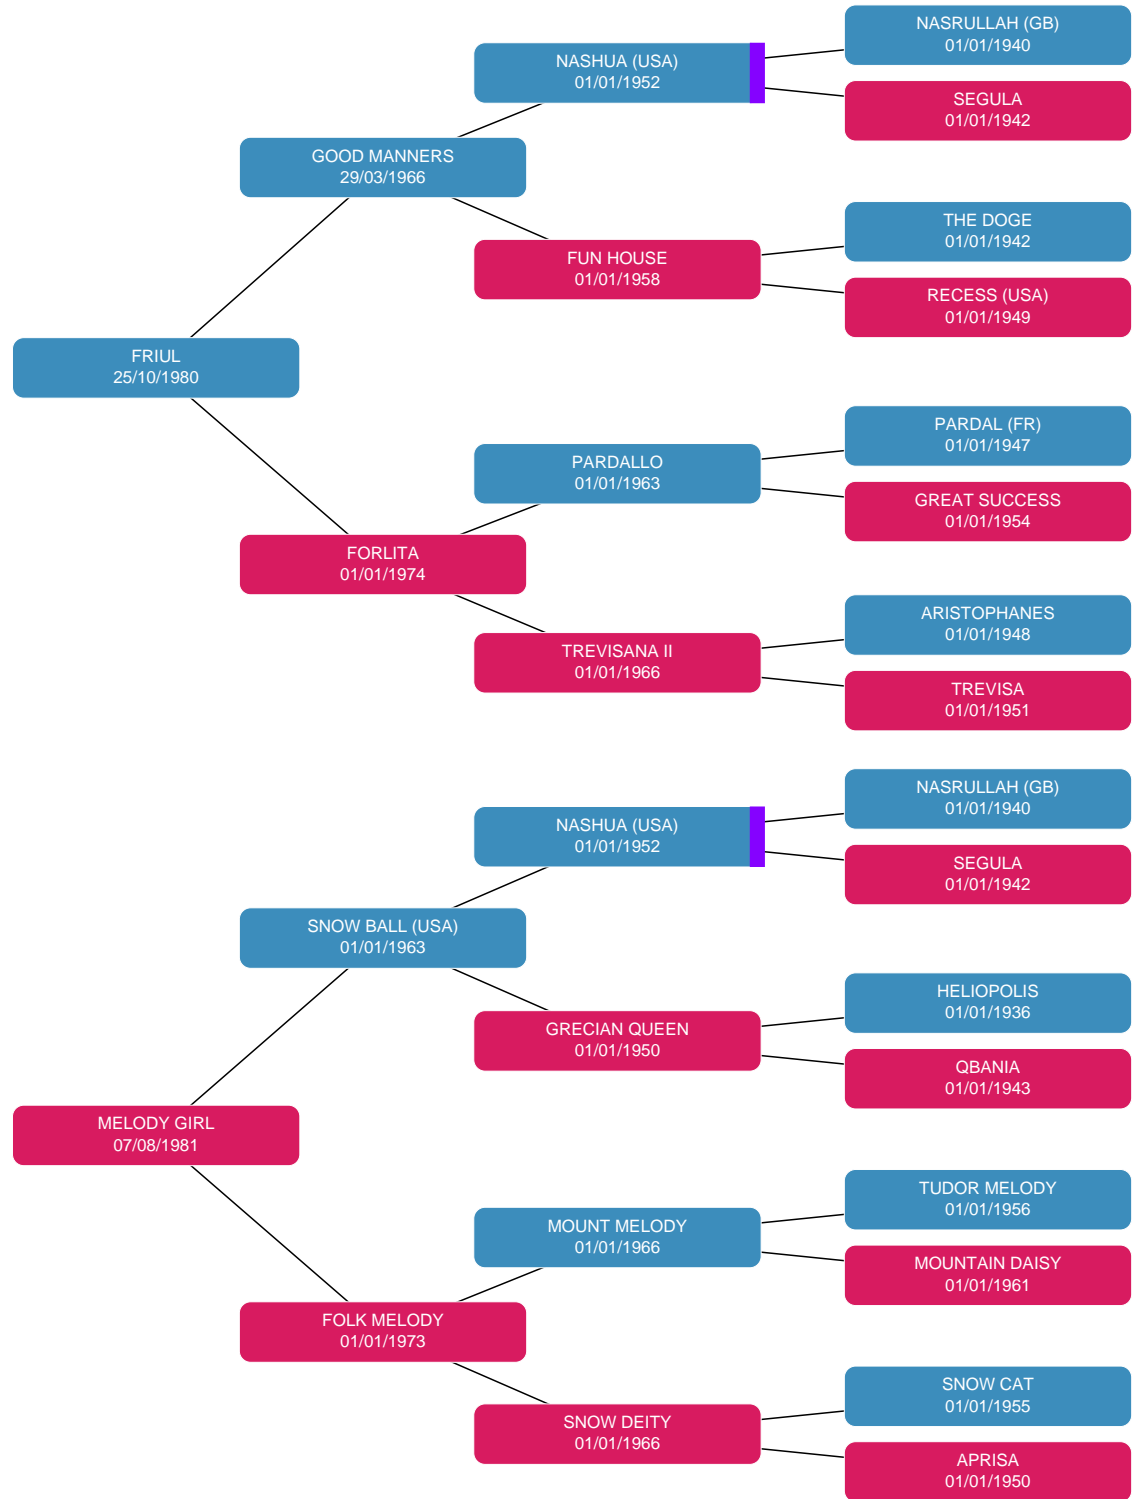 NASRULLAH (GB)
01/01/1940
NASHUA (USA)
01/01/1952
SEGULA
01/01/1942
GOOD MANNERS
29/03/1966
THE DOGE
01/01/1942
FUN HOUSE
01/01/1958
RECESS (USA)
01/01/1949
FRIUL
25/10/1980
PARDAL (FR)
01/01/1947
PARDALLO
01/01/1963
GREAT SUCCESS
01/01/1954
FORLITA
01/01/1974
ARISTOPHANES
01/01/1948
TREVISANA II
01/01/1966
TREVISA
01/01/1951
NASRULLAH (GB)
01/01/1940
NASHUA (USA)
01/01/1952
SEGULA
01/01/1942
SNOW BALL (USA)
01/01/1963
HELIOPOLIS
01/01/1936
GRECIAN QUEEN
01/01/1950
QBANIA
01/01/1943
MELODY GIRL
07/08/1981
TUDOR MELODY
01/01/1956
MOUNT MELODY
01/01/1966
MOUNTAIN DAISY
01/01/1961
FOLK MELODY
01/01/1973
SNOW CAT
01/01/1955
SNOW DEITY
01/01/1966
APRISA
01/01/1950